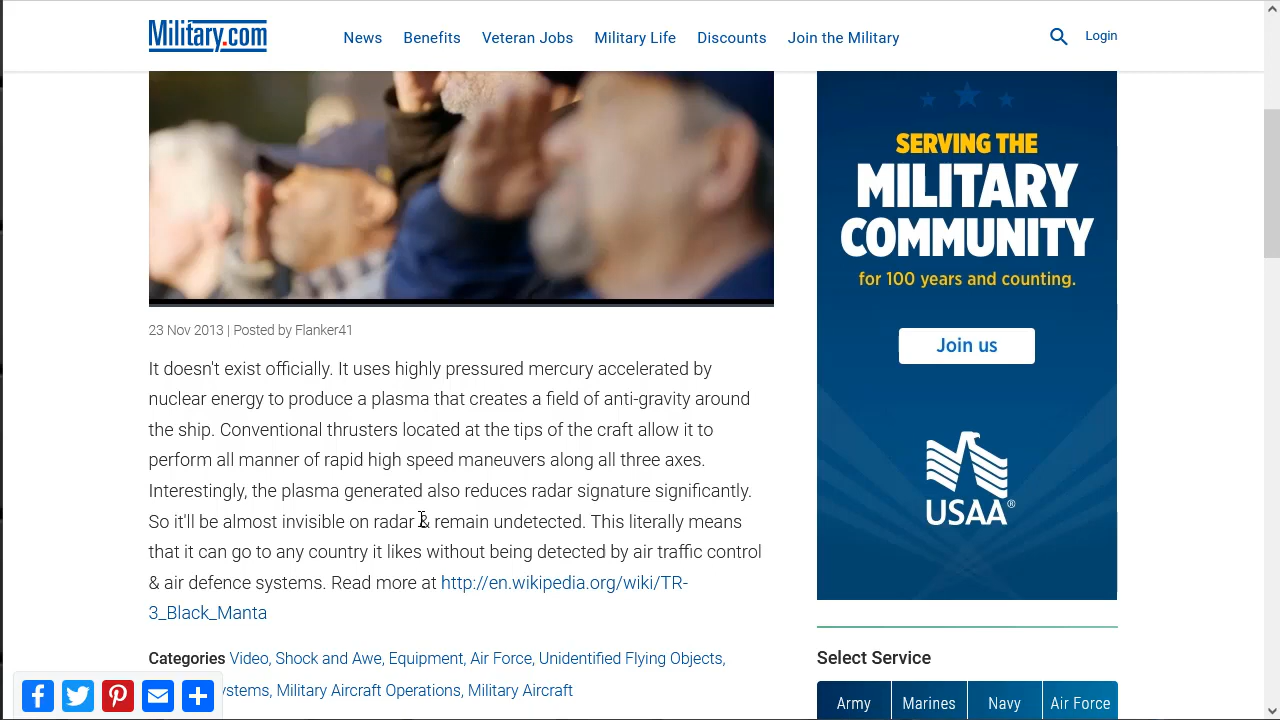 Military.com
News Benefits Veteran Jobs Military Life Discounts Join the Military Login
23 Nov 2013 | Posted by Flanker41
It doesn't exist officially. It uses highly pressured mercury accelerated by
nuclear energy to produce a plasma that creates a field of anti-gravity around
the ship. Conventional thrusters located at the tips of the craft allow it to
perform all manner of rapid high speed maneuvers along all three axes.
Interestingly, the plasma generated also reduces radar signature significantly.
So it'll be almost invisible on radar & remain undetected. This literally means
that it can go to any country it likes without being detected by air traffic control
& air defence systems. Read more at http://en.wikipedia.org/wiki/TR-
3_Black_Manta
Categories Video, Shock and Awe, Equipment, Air Force, Unidentified Flying Objects,
Military Aircraft Operations, Military Aircraft
SERVING THE
MILITARY
COMMUNITY
for 100 years and counting.
Join us
USAA®
Select Service
Army Marines Navy Air Force